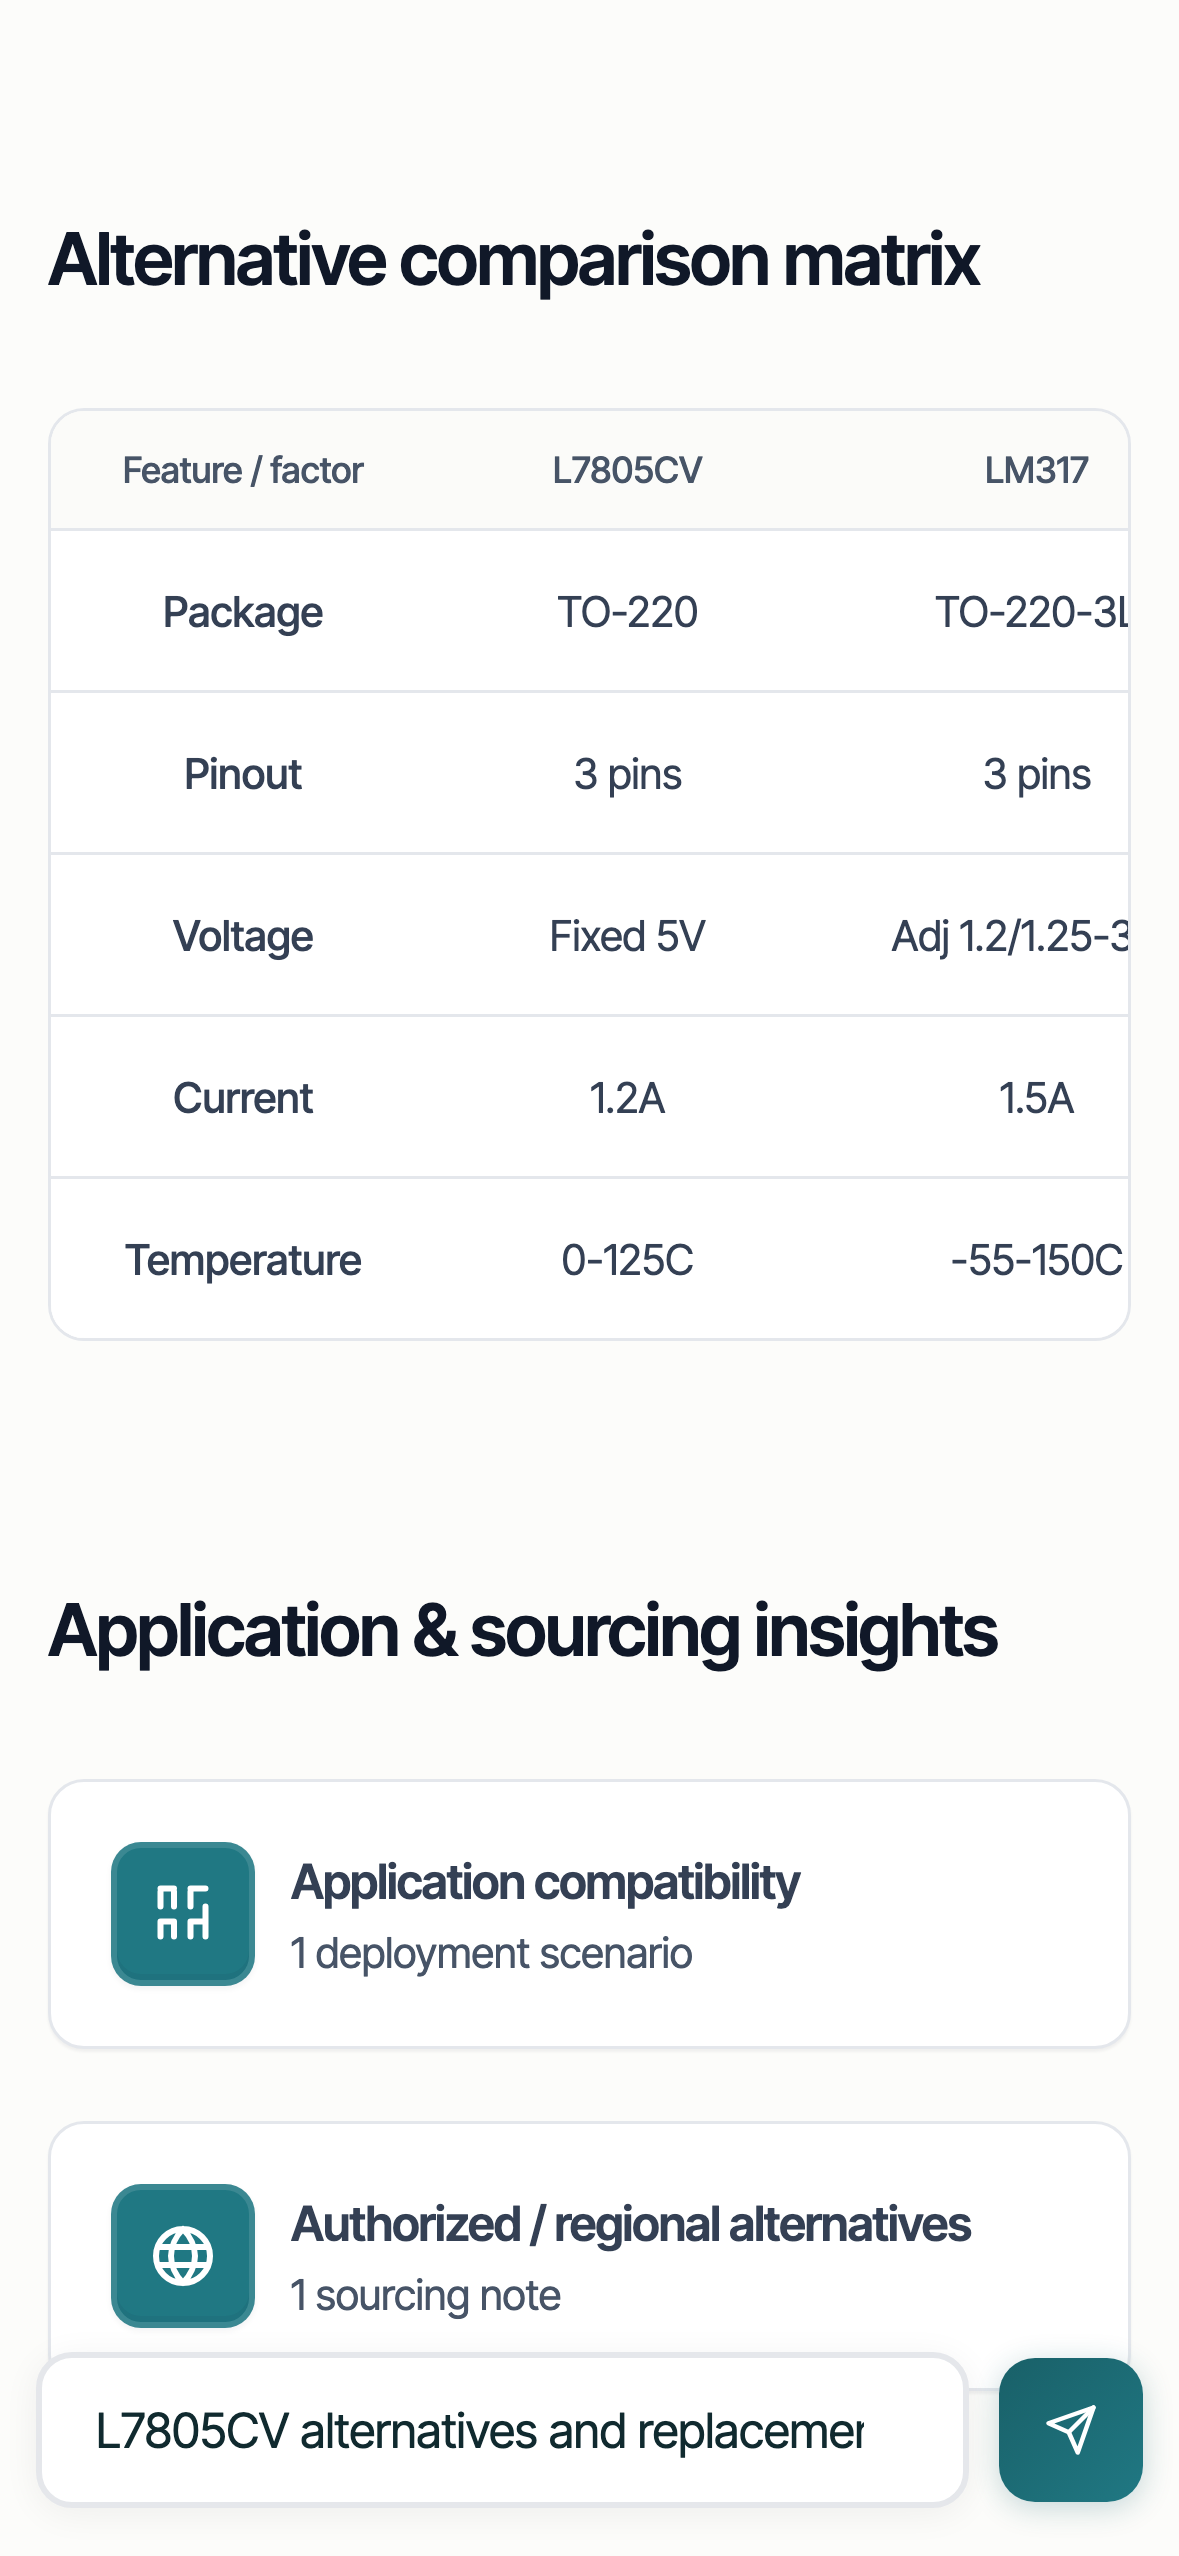 Alternative comparison matrix
Feature / factor L7805CV LM317
Package TO-220 TO-220-3L
Pinout 3 pins 3 pins
Voltage Fixed 5V Adj 1.2/1.25-3
Current 1.2A 1.5A
Temperature 0-125C -55-150C
Application & sourcing insights
Application compatibility
1 deployment scenario
Authorized / regional alternatives
1 sourcing note
L7805CV alternatives and replacemer